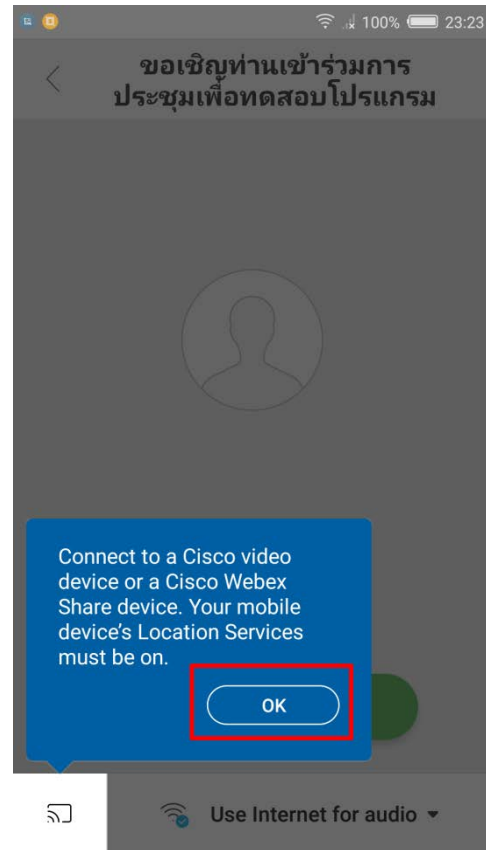 100% 23:23
ขอเชิญท่านเข้าร่วมการ
ประชุมเพื่อทดสอบโปรแกรม
Connect to a Cisco video
device or a Cisco Webex
Share device. Your mobile
device's Location Services
must be on.
OK
Use Internet for audio